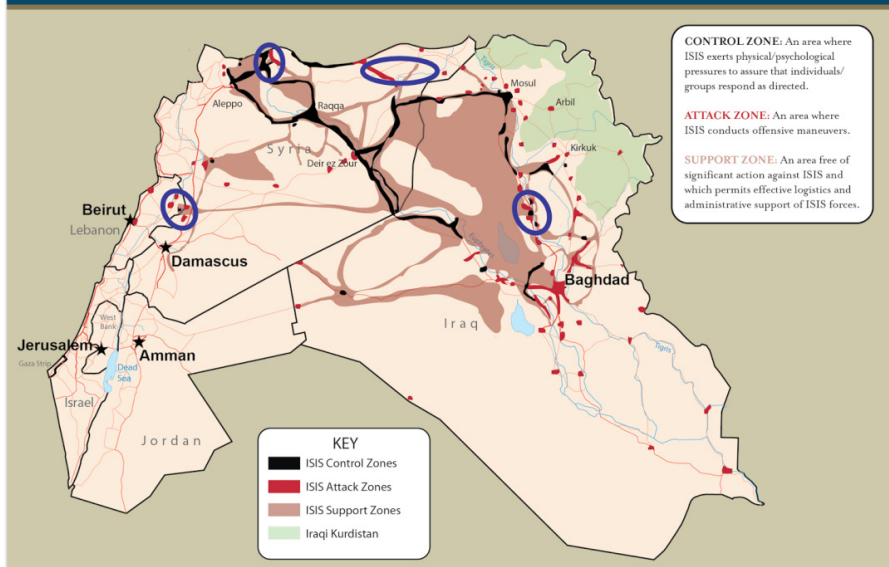 CONTROL ZONE: An area where
ISIS exerts physical/psychological
pressures to assure that individuals/
groups respond as directed.
ATTACK ZONE: An area where
ISIS conducts offensive maneuvers.
SUPPORT ZONE: An area free of
significant action against ISIS and
which permits effective logistics and
administrative support of ISIS forces.
Tigris
Mosul
Aleppo
Raqqa
Arbil
Syria
Kirkuk
Deir ez Zour
Beirut
Lebanon
Euphrates
Damascus
Baghdad
West
Bank
Iraq
Jerusalem
Amman
Tigris
Gaza Strip
Dead
Sea
Israel
Jordan
KEY
ISIS Control Zones
ISIS Attack Zones
ISIS Support Zones
Iraqi Kurdistan